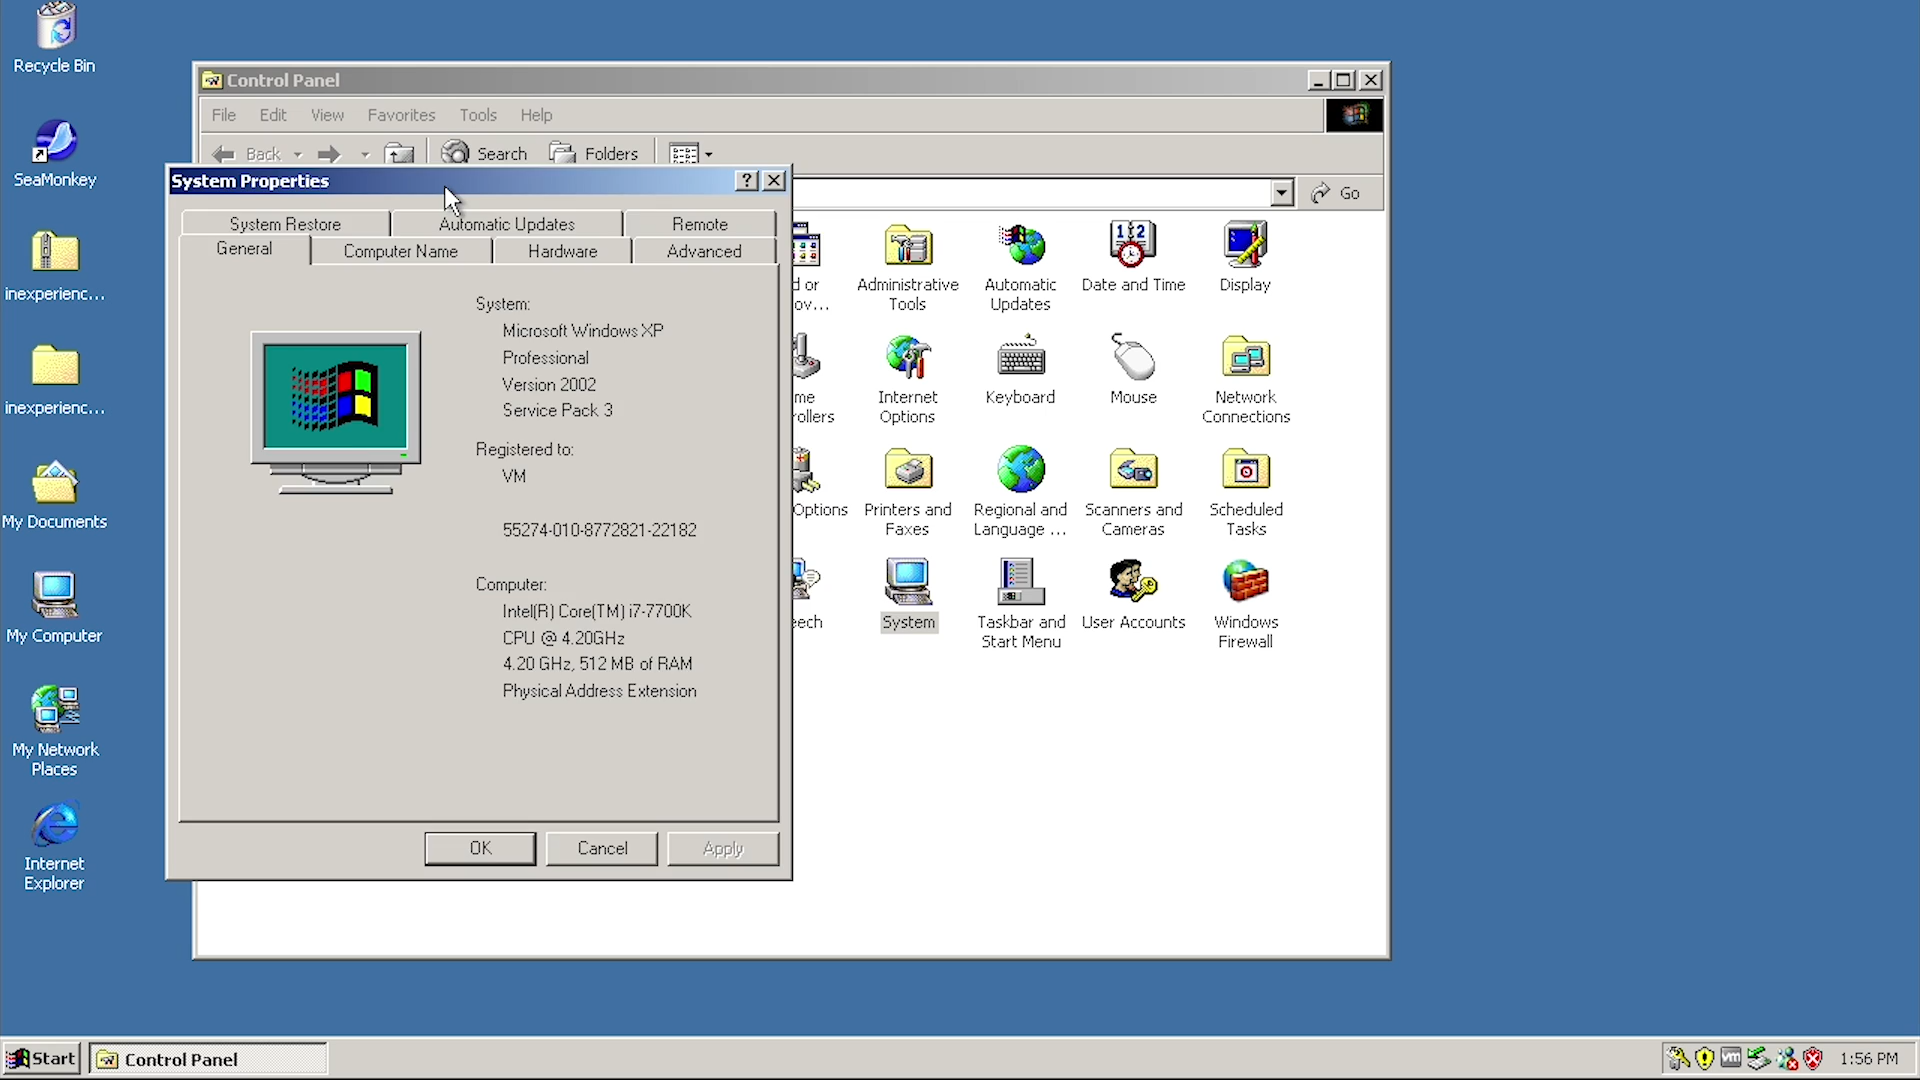 Recycle Bin
SeaMonkey
inexperienc...
inexperienc...
My Documents
My Computer
My Network
Places
Internet
Explorer
Control Panel
File Edit View Favorites Tools Help
Back Search Folders
Go
System Properties
System Restore Automatic Updates Remote
General Computer Name Hardware Advanced
System:
Microsoft Windows XP
Professional
Version 2002
Service Pack 3
Registered to:
VM
55274-010-8772821-22182
Computer:
Intel(R) Core(TM) i7-7700K
CPU @ 4.20GHz
4.20 GHz, 512 MB of RAM
Physical Address Extension
OK Cancel Apply
d or
ov...
Administrative
Tools
Automatic
Updates
Date and Time
Display
me
rollers
Internet
Options
Keyboard
Mouse
Network
Connections
Options
Printers and
Faxes
Regional and
Language ...
Scanners and
Cameras
Scheduled
Tasks
eech
System
Taskbar and
Start Menu
User Accounts
Windows
Firewall
Start Control Panel vm 1:56 PM